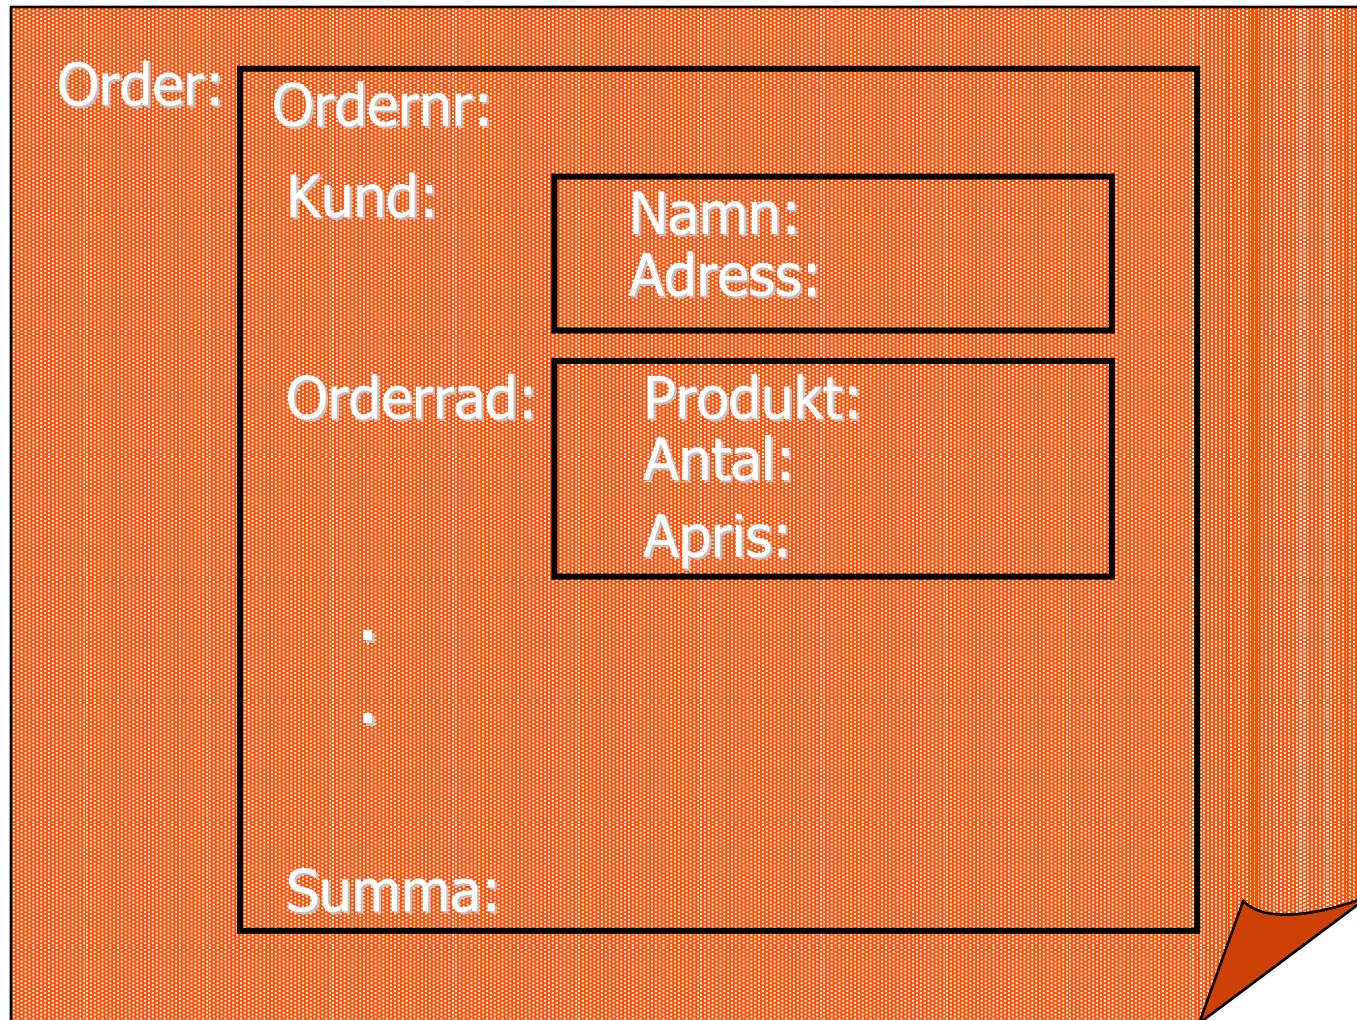 Order:
Ordernr:
Kund:
Namn:
Adress:
Orderrad:
Produkt:
Antal:
Apris:
.
.
Summa: